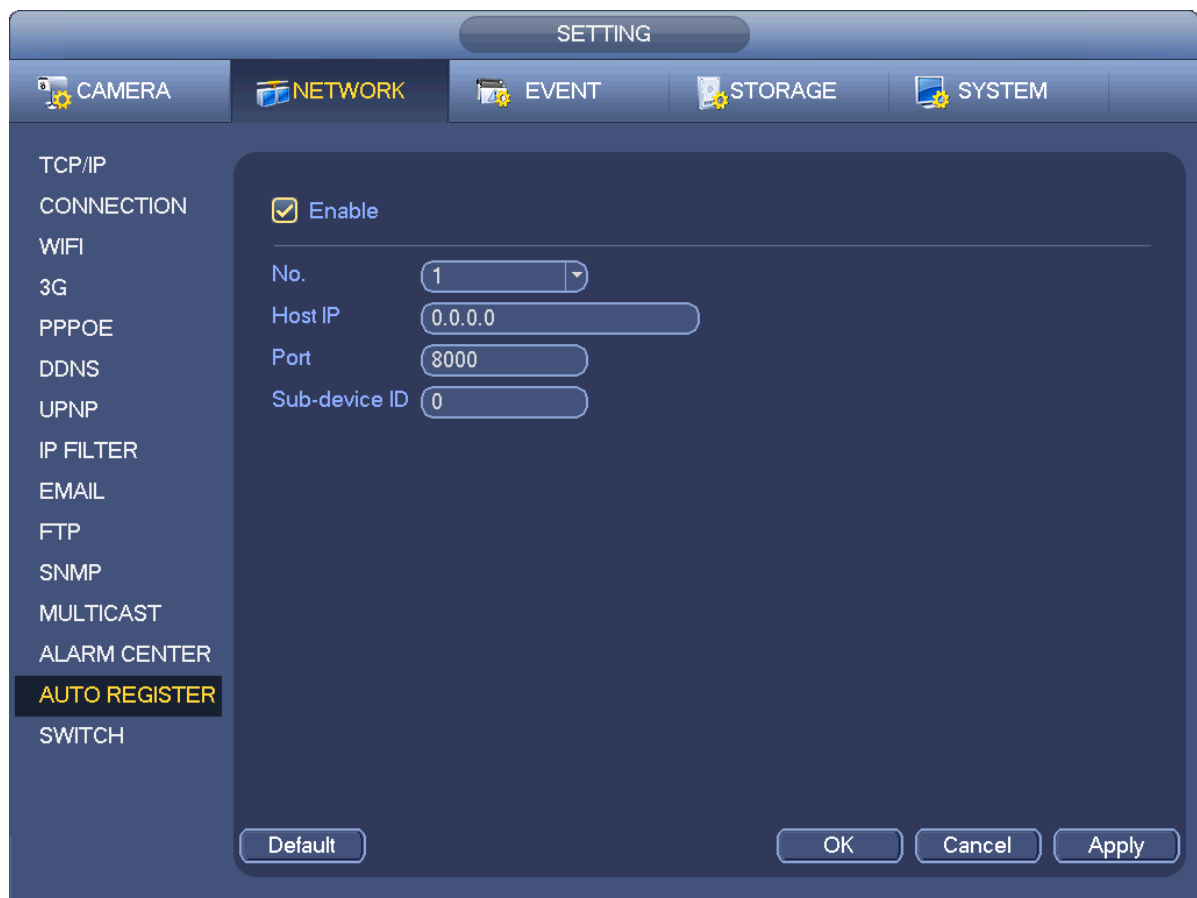 SETTING
CAMERA
NETWORK
EVENT
STORAGE
SYSTEM
TCP/IP
CONNECTION
WIFI
3G
PPPOE
DDNS
UPNP
IP FILTER
EMAIL
FTP
SNMP
MULTICAST
ALARM CENTER
AUTO REGISTER
SWITCH
Enable
No. 1
Host IP 0.0.0.0
Port 8000
Sub-device ID 0
Default OK Cancel Apply